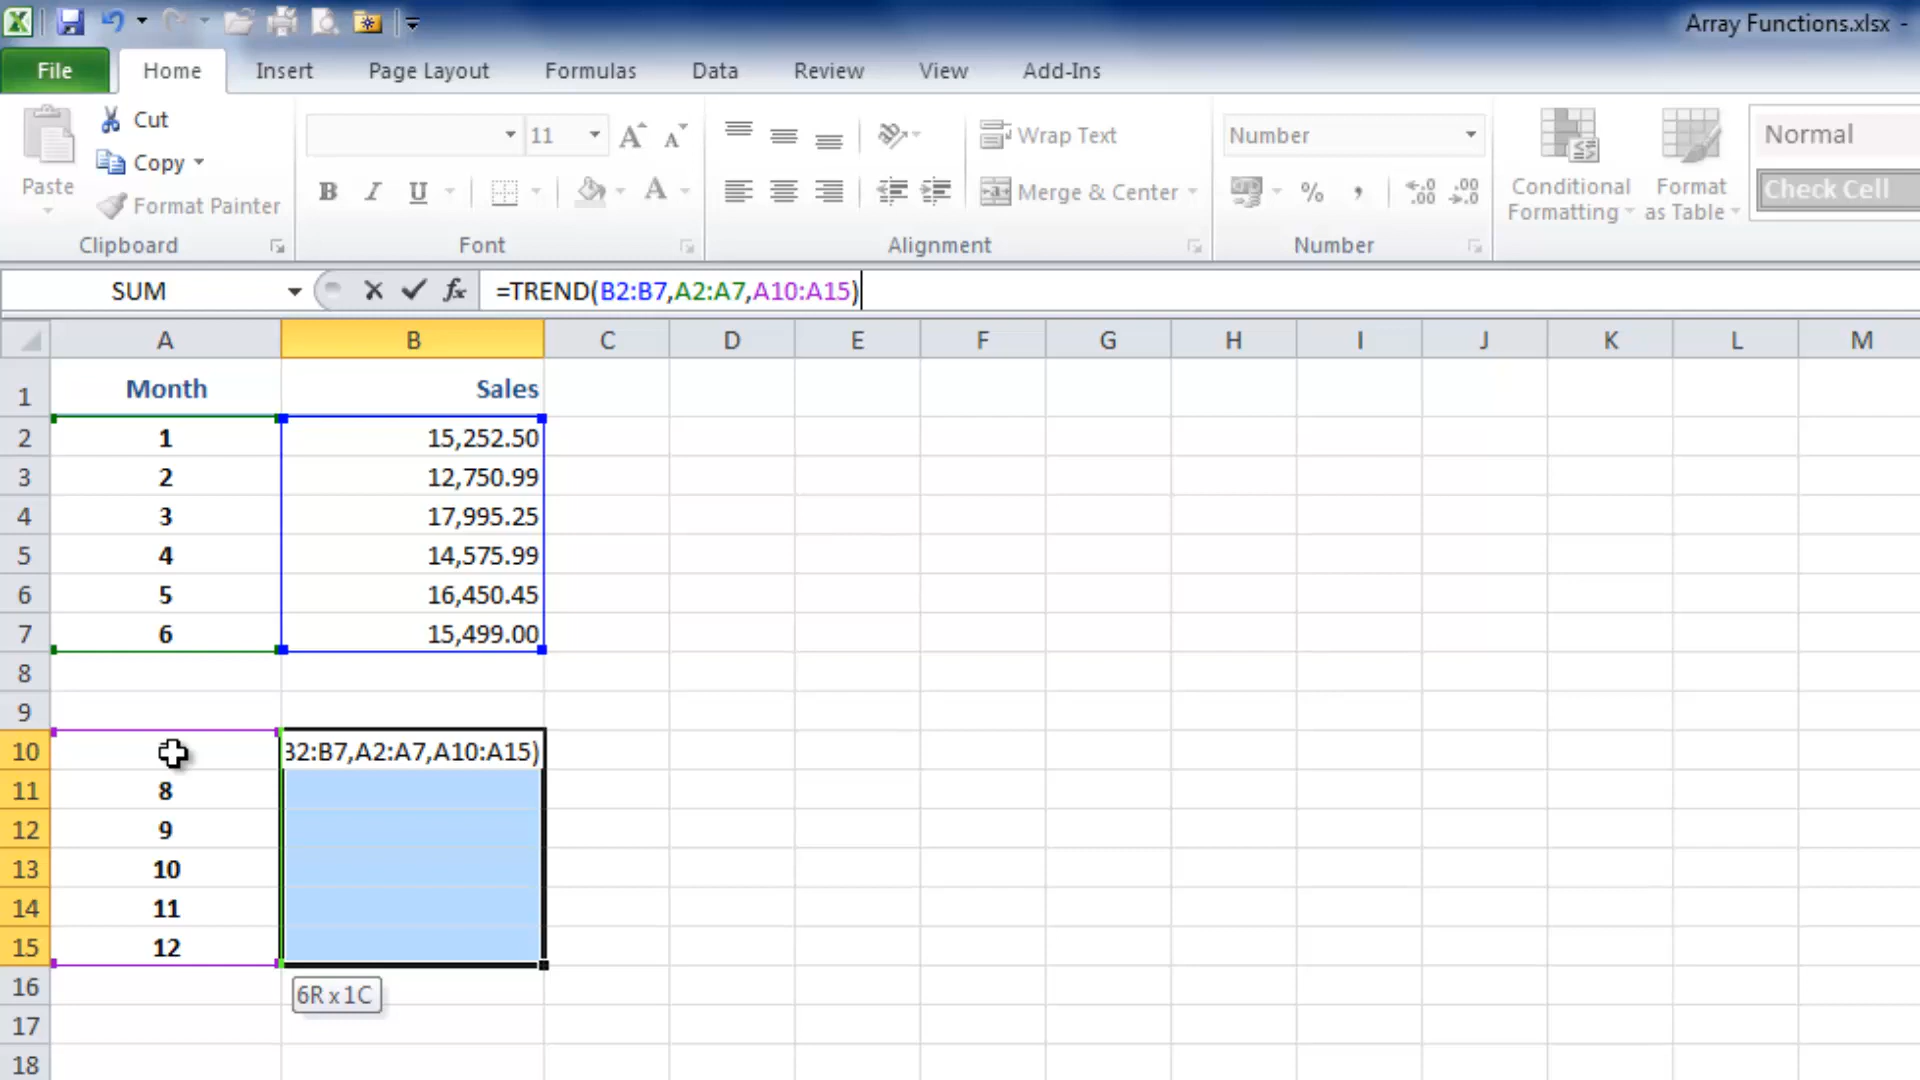 Array Functions.xlsx -
File Home Insert Page Layout Formulas Data Review View Add-Ins
Paste
Cut
Copy
Format Painter
Clipboard
11
B I U
Font
Wrap Text
Merge & Center
Alignment
Number
%
Number
Conditional Formatting
Format as Table
Normal
Check Cell
SUM fx =TREND(B2:B7,A2:A7,A10:A15)
A B C D E F G H I J K L M
1 Month Sales
2 1 15,252.50
3 2 12,750.99
4 3 17,995.25
5 4 14,575.99
6 5 16,450.45
7 6 15,499.00
8
9
10 B2:B7,A2:A7,A10:A15)
11 8
12 9
13 10
14 11
15 12
16 6R x 1C
17
18